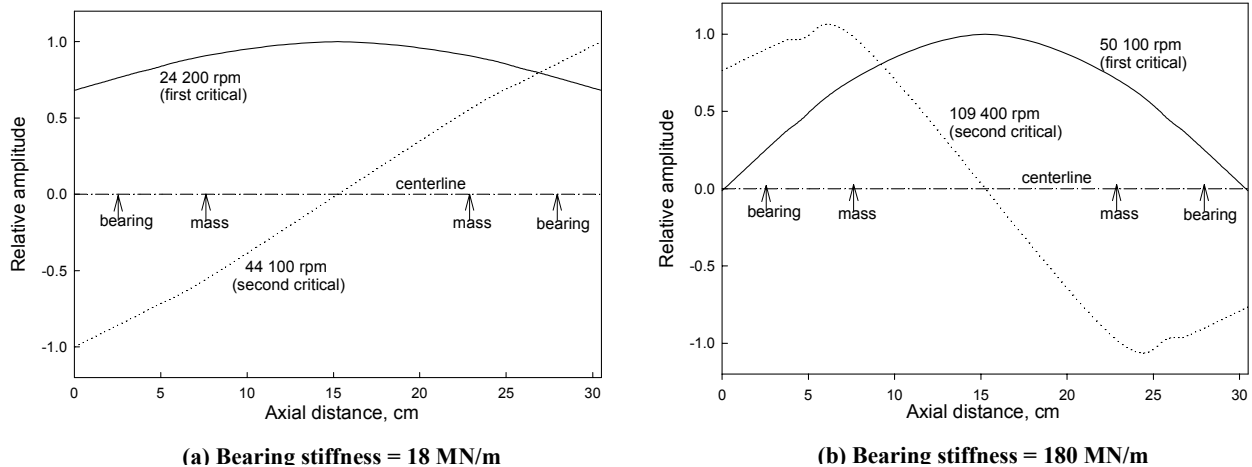 1.0
0.5
0.0
-0.5
-1.0
Relative amplitude
24 200 rpm
(first critical)
centerline
bearing
mass
mass
bearing
44 100 rpm
(second critical)
0 5 10 15 20 25 30
Axial distance, cm
(a) Bearing stiffness = 18 MN/m
1.0
0.5
0.0
-0.5
-1.0
Relative amplitude
50 100 rpm
(first critical)
109 400 rpm
(second critical)
centerline
bearing
mass
mass
bearing
0 5 10 15 20 25 30
Axial distance, cm
(b) Bearing stiffness = 180 MN/m